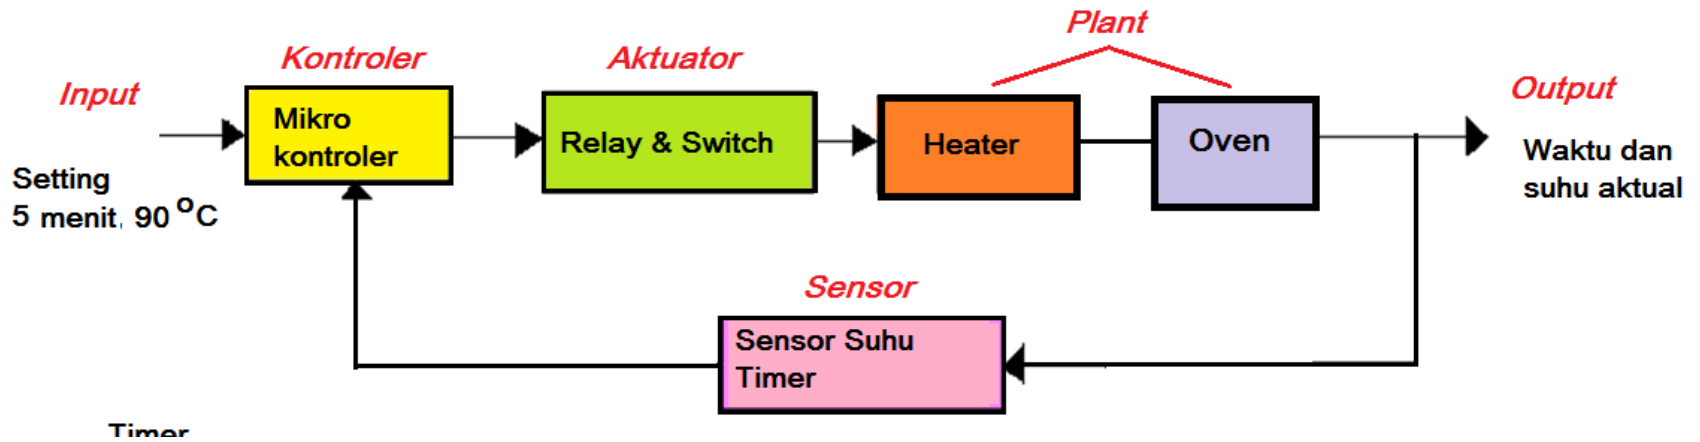 Plant
Kontroler
Aktuator
Input
Output
Mikro
kontroler
Relay & Switch
Heater
Oven
Setting
5 menit, 90 °C
Waktu dan
suhu aktual
Sensor
Sensor Suhu
Timer
Timer